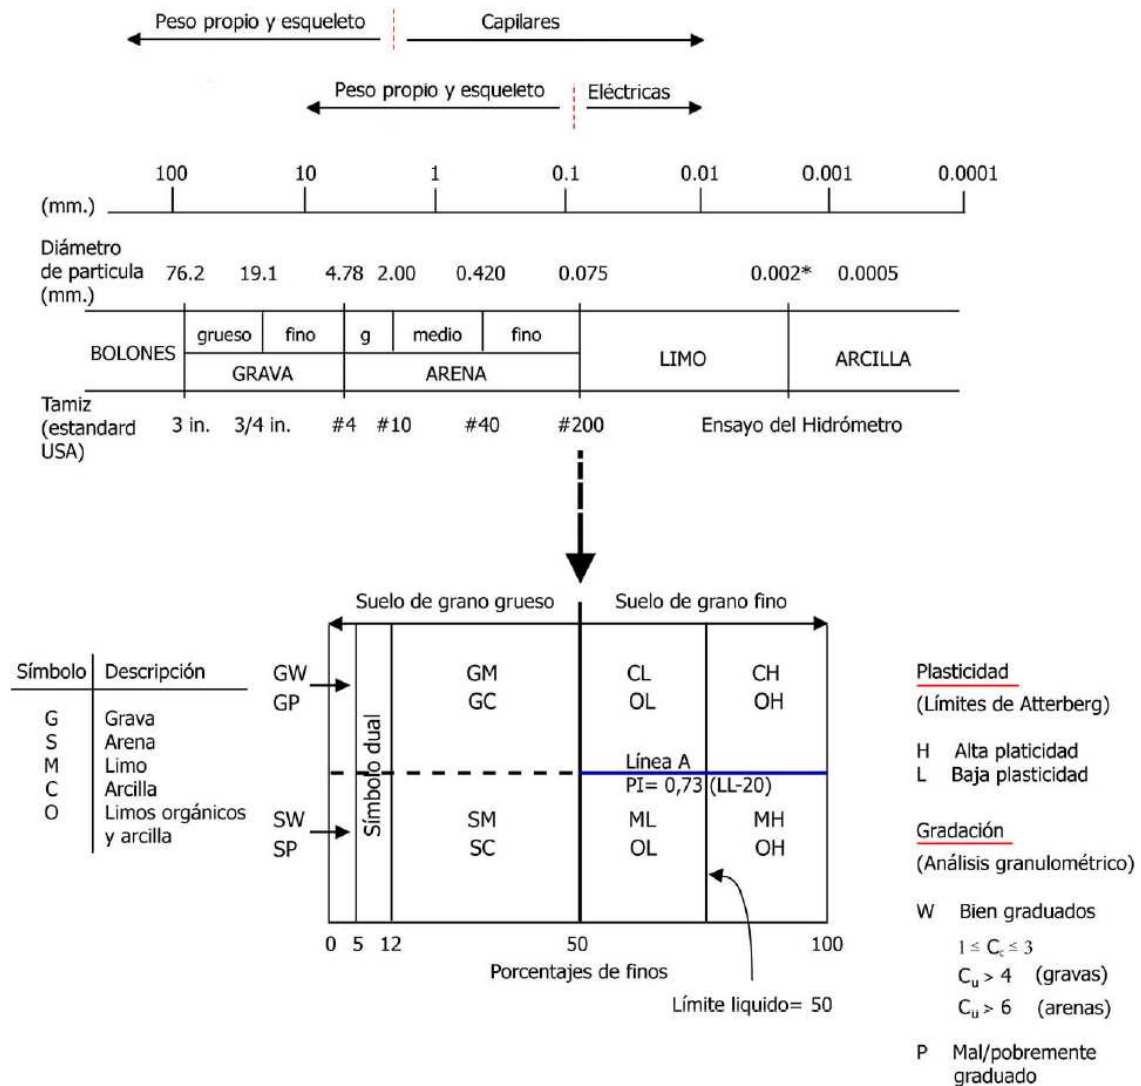 Peso propio y esqueleto Capilares
Peso propio y esqueleto Eléctricas
100 10 1 0.1 0.01 0.001 0.0001
(mm.)
Diámetro
de particula 76.2 19.1 4.78 2.00 0.420 0.075 0.002* 0.0005
(mm.)
grueso fino g medio fino
BOLONES LIMO ARCILLA
GRAVA ARENA
Tamiz
(estandard 3 in. 3/4 in. #4 #10 #40 #200 Ensayo del Hidrómetro
USA)
Suelo de grano grueso Suelo de grano fino
Símbolo Descripción
G Grava
S Arena
M Limo
C Arcilla
O Limos orgánicos
y arcilla
GW
GP
SW
SP
Símbolo dual
GM
GC
SM
SC
CL
OL
CH
OH
Línea A
PI= 0,73 (LL-20)
ML
OL
MH
OH
0 5 12 50 100
Porcentajes de finos
Límite liquido= 50
Plasticidad
(Límites de Atterberg)
H Alta platicidad
L Baja plasticidad
Gradación
(Análisis granulométrico)
W Bien graduados
1 ≤ Cc ≤ 3
Cu > 4 (gravas)
Cu > 6 (arenas)
P Mal/pobremente
graduado